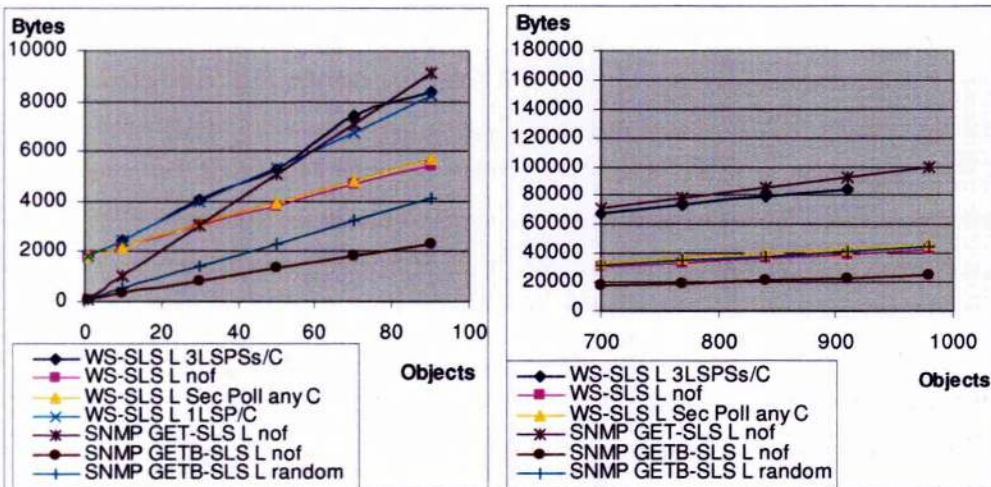 Bytes
10000
8000
6000
4000
2000
0
0 20 40 60 80 100
Objects
WS-SLS L 3LSPSs/C
WS-SLS L nof
WS-SLS L Sec Poll any C
WS-SLS L 1LSP/C
SNMP GET-SLS L nof
SNMP GETB-SLS L nof
SNMP GETB-SLS L random
Bytes
180000
160000
140000
120000
100000
80000
60000
40000
20000
0
700 800 900 1000
Objects
WS-SLS L 3LSPSs/C
WS-SLS L nof
WS-SLS L Sec Poll any C
SNMP GET-SLS L nof
SNMP GETB-SLS L nof
SNMP GETB-SLS L random